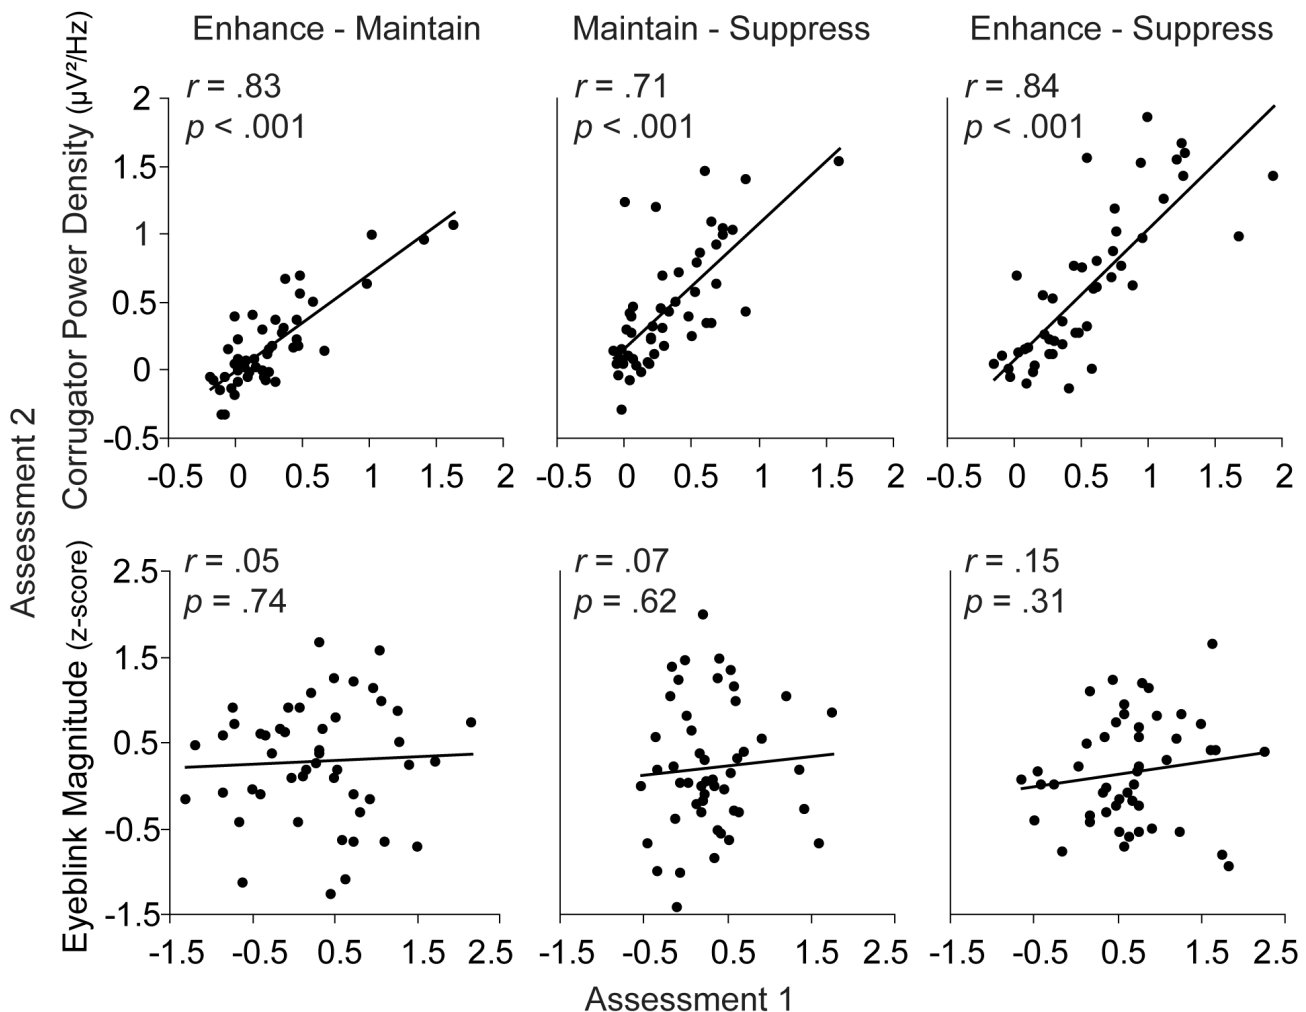 Enhance - Maintain
Maintain - Suppress
Enhance - Suppress
r = .83
p < .001
r = .71
p < .001
r = .84
p < .001
Corrugator Power Density (µV²/Hz)
2
1.5
1
0.5
0
-0.5
-0.5 0 0.5 1 1.5 2
-0.5 0 0.5 1 1.5 2
-0.5 0 0.5 1 1.5 2
Assessment 2
r = .05
p = .74
r = .07
p = .62
r = .15
p = .31
Eyeblink Magnitude (z-score)
2.5
1.5
0.5
-0.5
-1.5
-1.5 -0.5 0.5 1.5 2.5
-1.5 -0.5 0.5 1.5 2.5
-1.5 -0.5 0.5 1.5 2.5
Assessment 1